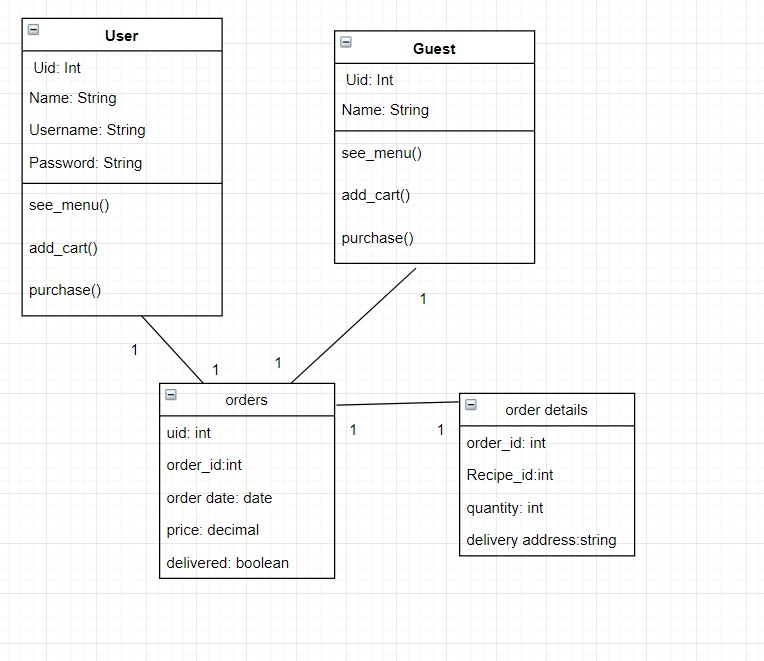 User
Uid: Int
Name: String
Username: String
Password: String
see_menu()
add_cart()
purchase()
Guest
Uid: Int
Name: String
see_menu()
add_cart()
purchase()
1
1
1
1
orders
uid: int
order_id:int
order date: date
price: decimal
delivered: boolean
1
1
order details
order_id: int
Recipe_id:int
quantity: int
delivery address:string